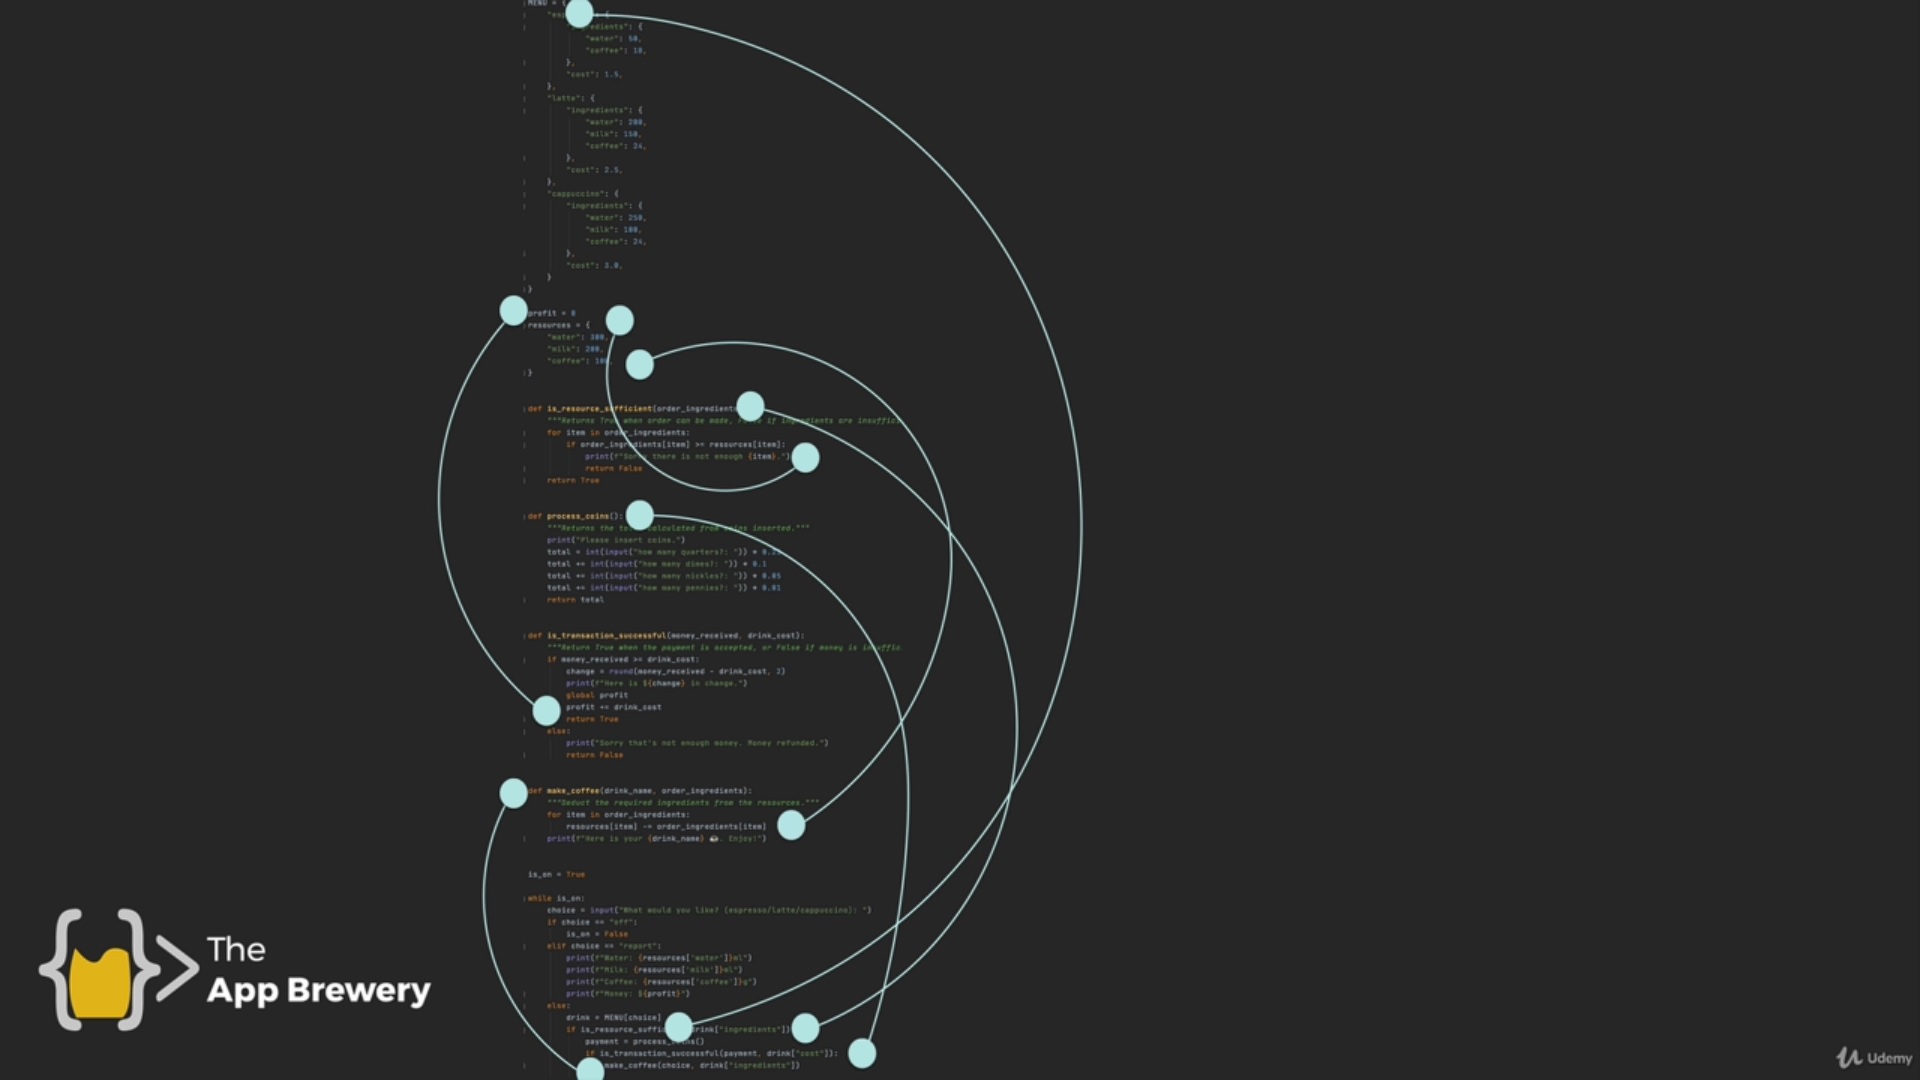 MENU = {
{
edients": {
"water": 50,
"coffee": 18,
},
"cost": 1.5,
},
"latte": {
"ingredients": {
"water": 200,
"milk": 150,
"coffee": 24,
},
"cost": 2.5,
},
"cappuccino": {
"ingredients": {
"water": 250,
"milk": 100,
"coffee": 24,
},
"cost": 3.0,
}
}
profit = 0
resources = {
"water": 300,
"milk": 200,
"coffee": 100,
}
def is_resource_sufficient(order_ingredients
"""Returns True when order can be made, if ingredients are insuffic
for item in order_ingredients:
if order_ingredients[item] >= resources[item]:
print(f"Sorry there is not enough {item}.")
return False
return True
def process_coins():
"""Returns the total calculated from coins inserted."""
print("Please insert coins.")
total = int(input("how many quarters?: ")) * 0.25
total += int(input("how many dimes?: ")) * 0.1
total += int(input("how many nickles?: ")) * 0.05
total += int(input("how many pennies?: ")) * 0.01
return total
def is_transaction_successful(money_received, drink_cost):
"""Return True when the payment is accepted, or False if money is insuffic
if money_received >= drink_cost:
change = round(money_received - drink_cost, 2)
print(f"Here is ${change} in change.")
global profit
profit += drink_cost
return True
else:
print("Sorry that's not enough money. Money refunded.")
return False
def make_coffee(drink_name, order_ingredients):
"""Deduct the required ingredients from the resources."""
for item in order_ingredients:
resources[item] -= order_ingredients[item]
print(f"Here is your {drink_name} ☕️. Enjoy!")
is_on = True
while is_on:
choice = input("What would you like? (espresso/latte/cappuccino): ")
if choice == "off":
is_on = False
elif choice == "report":
print(f"Water: {resources['water']}ml")
print(f"Milk: {resources['milk']}ml")
print(f"Coffee: {resources['coffee']}g")
print(f"Money: ${profit}")
else:
drink = MENU[choice]
if is_resource_suffic drink["ingredients"])
payment = process_coins()
if is_transaction_successful(payment, drink["cost"]):
make_coffee(choice, drink["ingredients"])
The
App Brewery
Udemy